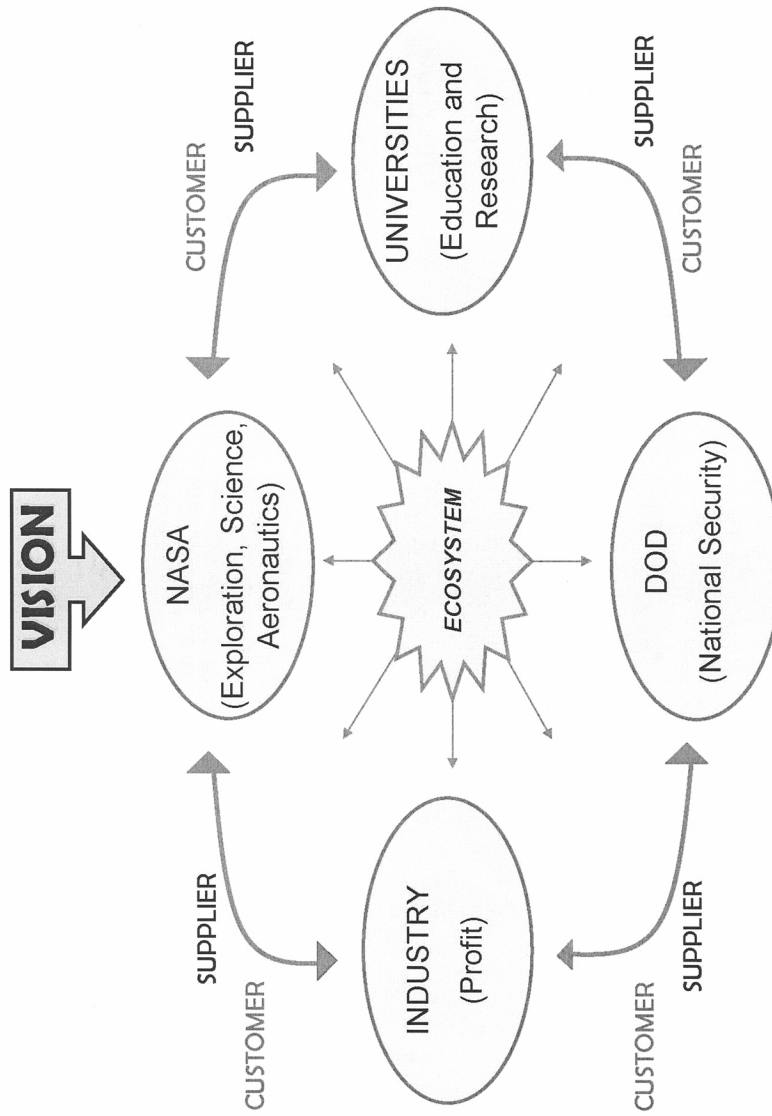 VISION
NASA
(Exploration, Science,
Aeronautics)
SUPPLIER
CUSTOMER
CUSTOMER
SUPPLIER
INDUSTRY
(Profit)
ECOSYSTEM
UNIVERSITIES
(Education and
Research)
CUSTOMER
SUPPLIER
DOD
(National Security)
SUPPLIER
CUSTOMER